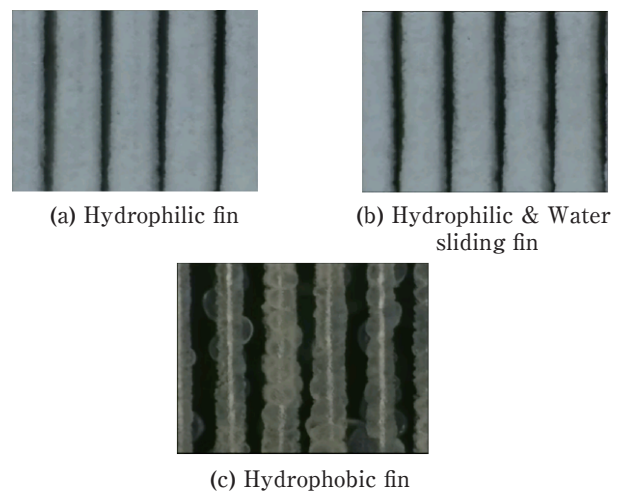 (a) Hydrophilic fin
(b) Hydrophilic & Water
sliding fin
(c) Hydrophobic fin